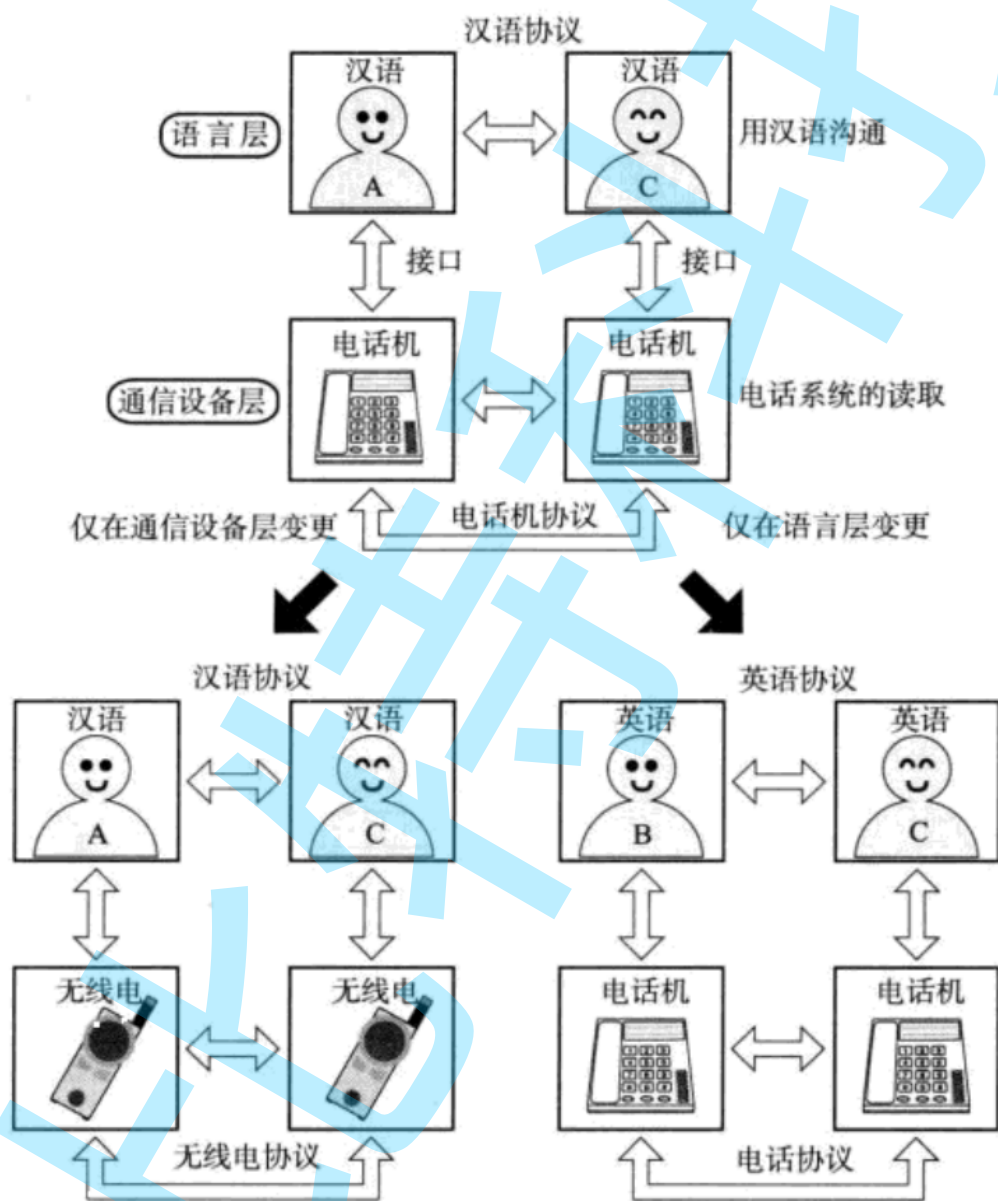 汉语协议
汉语 汉语
语言层
用汉语沟通
A C
接口 接口
电话机 电话机
通信设备层
电话系统的读取
仅在通信设备层变更 电话机协议 仅在语言层变更
汉语协议 英语协议
汉语 汉语 英语 英语
A C B C
无线电 无线电 电话机 电话机
无线电协议 电话协议